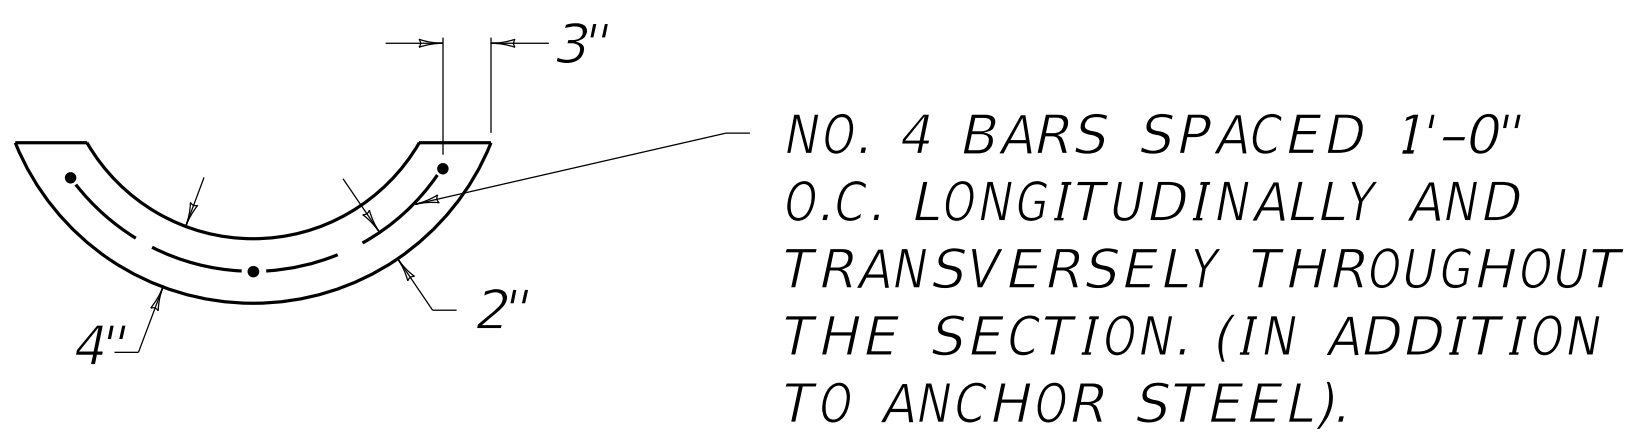 3"
NO. 4 BARS SPACED 1'-0"
O.C. LONGITUDINALLY AND
TRANSVERSELY THROUGHOUT
THE SECTION. (IN ADDITION
TO ANCHOR STEEL).
2"
4"